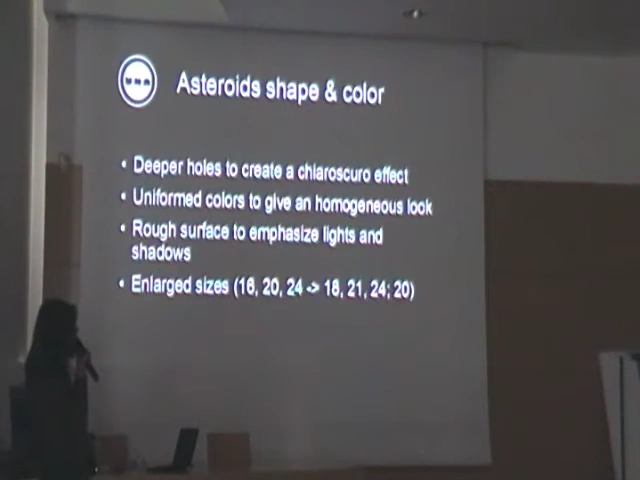 Asteroids shape & color
• Deeper holes to create a chiaroscuro effect
• Uniformed colors to give an homogeneous look
• Rough surface to emphasize lights and
shadows
• Enlarged sizes (16, 20, 24 -> 18, 21, 24; 20)